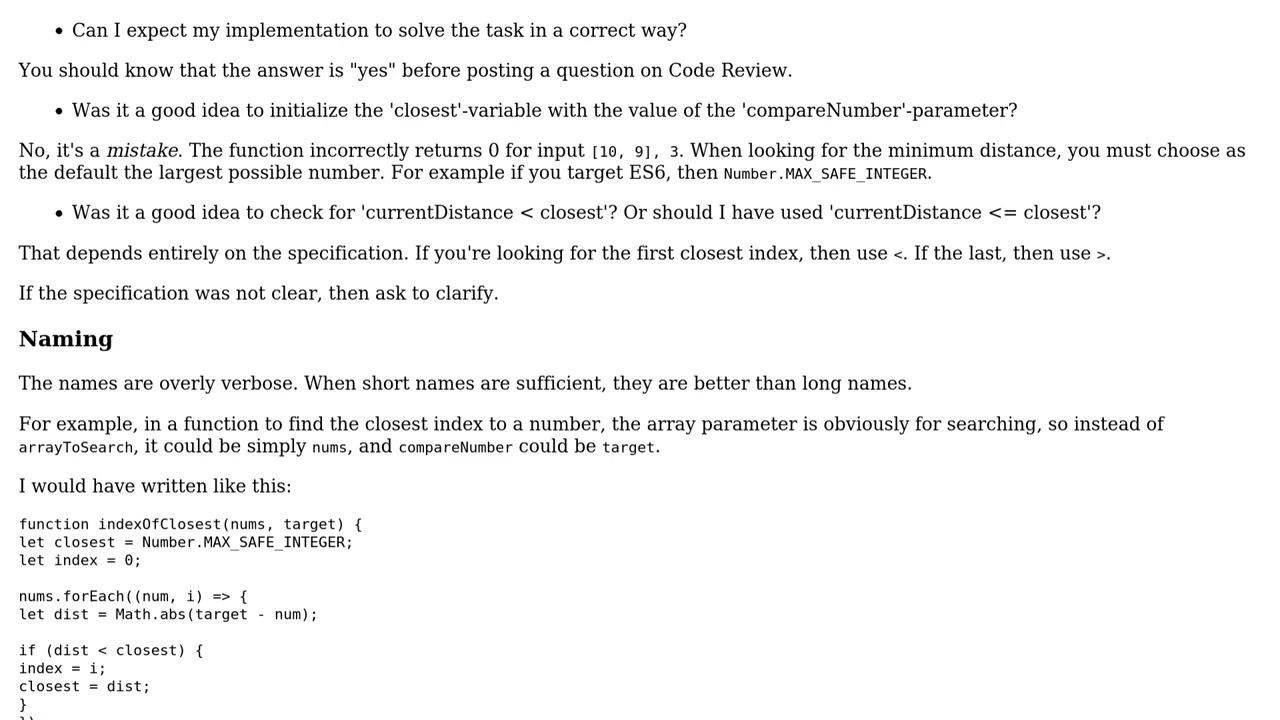 • Can I expect my implementation to solve the task in a correct way?
You should know that the answer is "yes" before posting a question on Code Review.
• Was it a good idea to initialize the 'closest'-variable with the value of the 'compareNumber'-parameter?
No, it's a mistake. The function incorrectly returns 0 for input [10, 9], 3. When looking for the minimum distance, you must choose as
the default the largest possible number. For example if you target ES6, then Number.MAX_SAFE_INTEGER.
• Was it a good idea to check for 'currentDistance < closest'? Or should I have used 'currentDistance <= closest'?
That depends entirely on the specification. If you're looking for the first closest index, then use <. If the last, then use >.
If the specification was not clear, then ask to clarify.
Naming
The names are overly verbose. When short names are sufficient, they are better than long names.
For example, in a function to find the closest index to a number, the array parameter is obviously for searching, so instead of
arrayToSearch, it could be simply nums, and compareNumber could be target.
I would have written like this:
function indexOfClosest(nums, target) {
let closest = Number.MAX_SAFE_INTEGER;
let index = 0;
nums.forEach((num, i) => {
let dist = Math.abs(target - num);
if (dist < closest) {
index = i;
closest = dist;
}